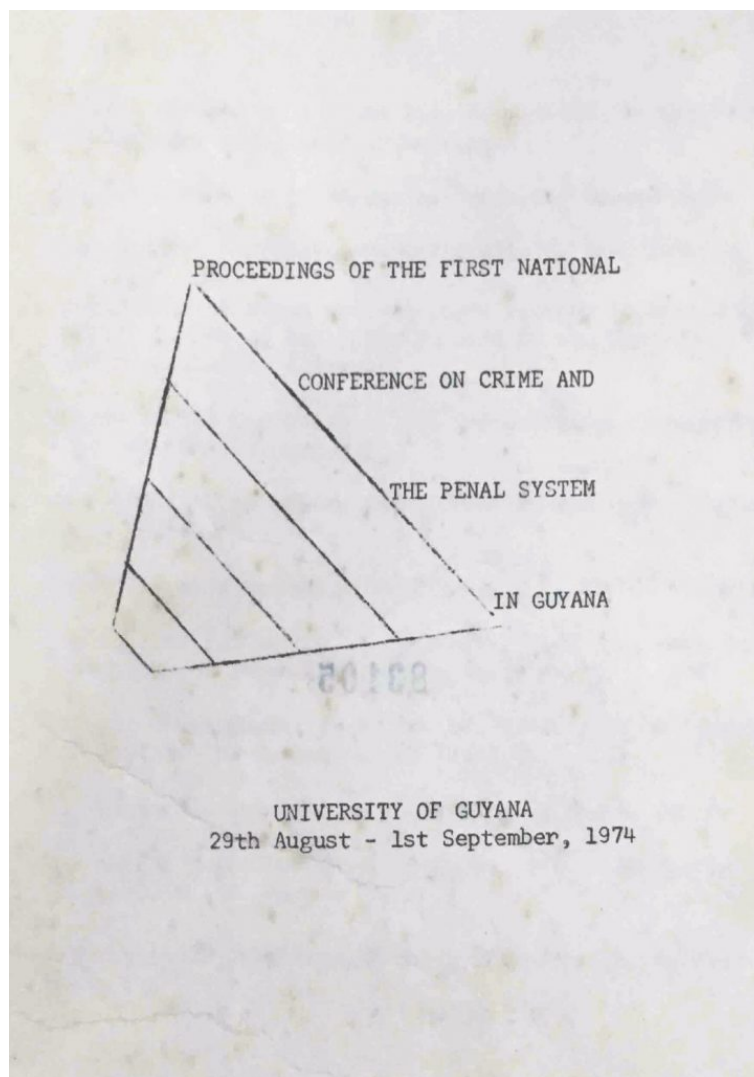 PROCEEDINGS OF THE FIRST NATIONAL
CONFERENCE ON CRIME AND
THE PENAL SYSTEM
IN GUYANA
83105
UNIVERSITY OF GUYANA
29th August - 1st September, 1974